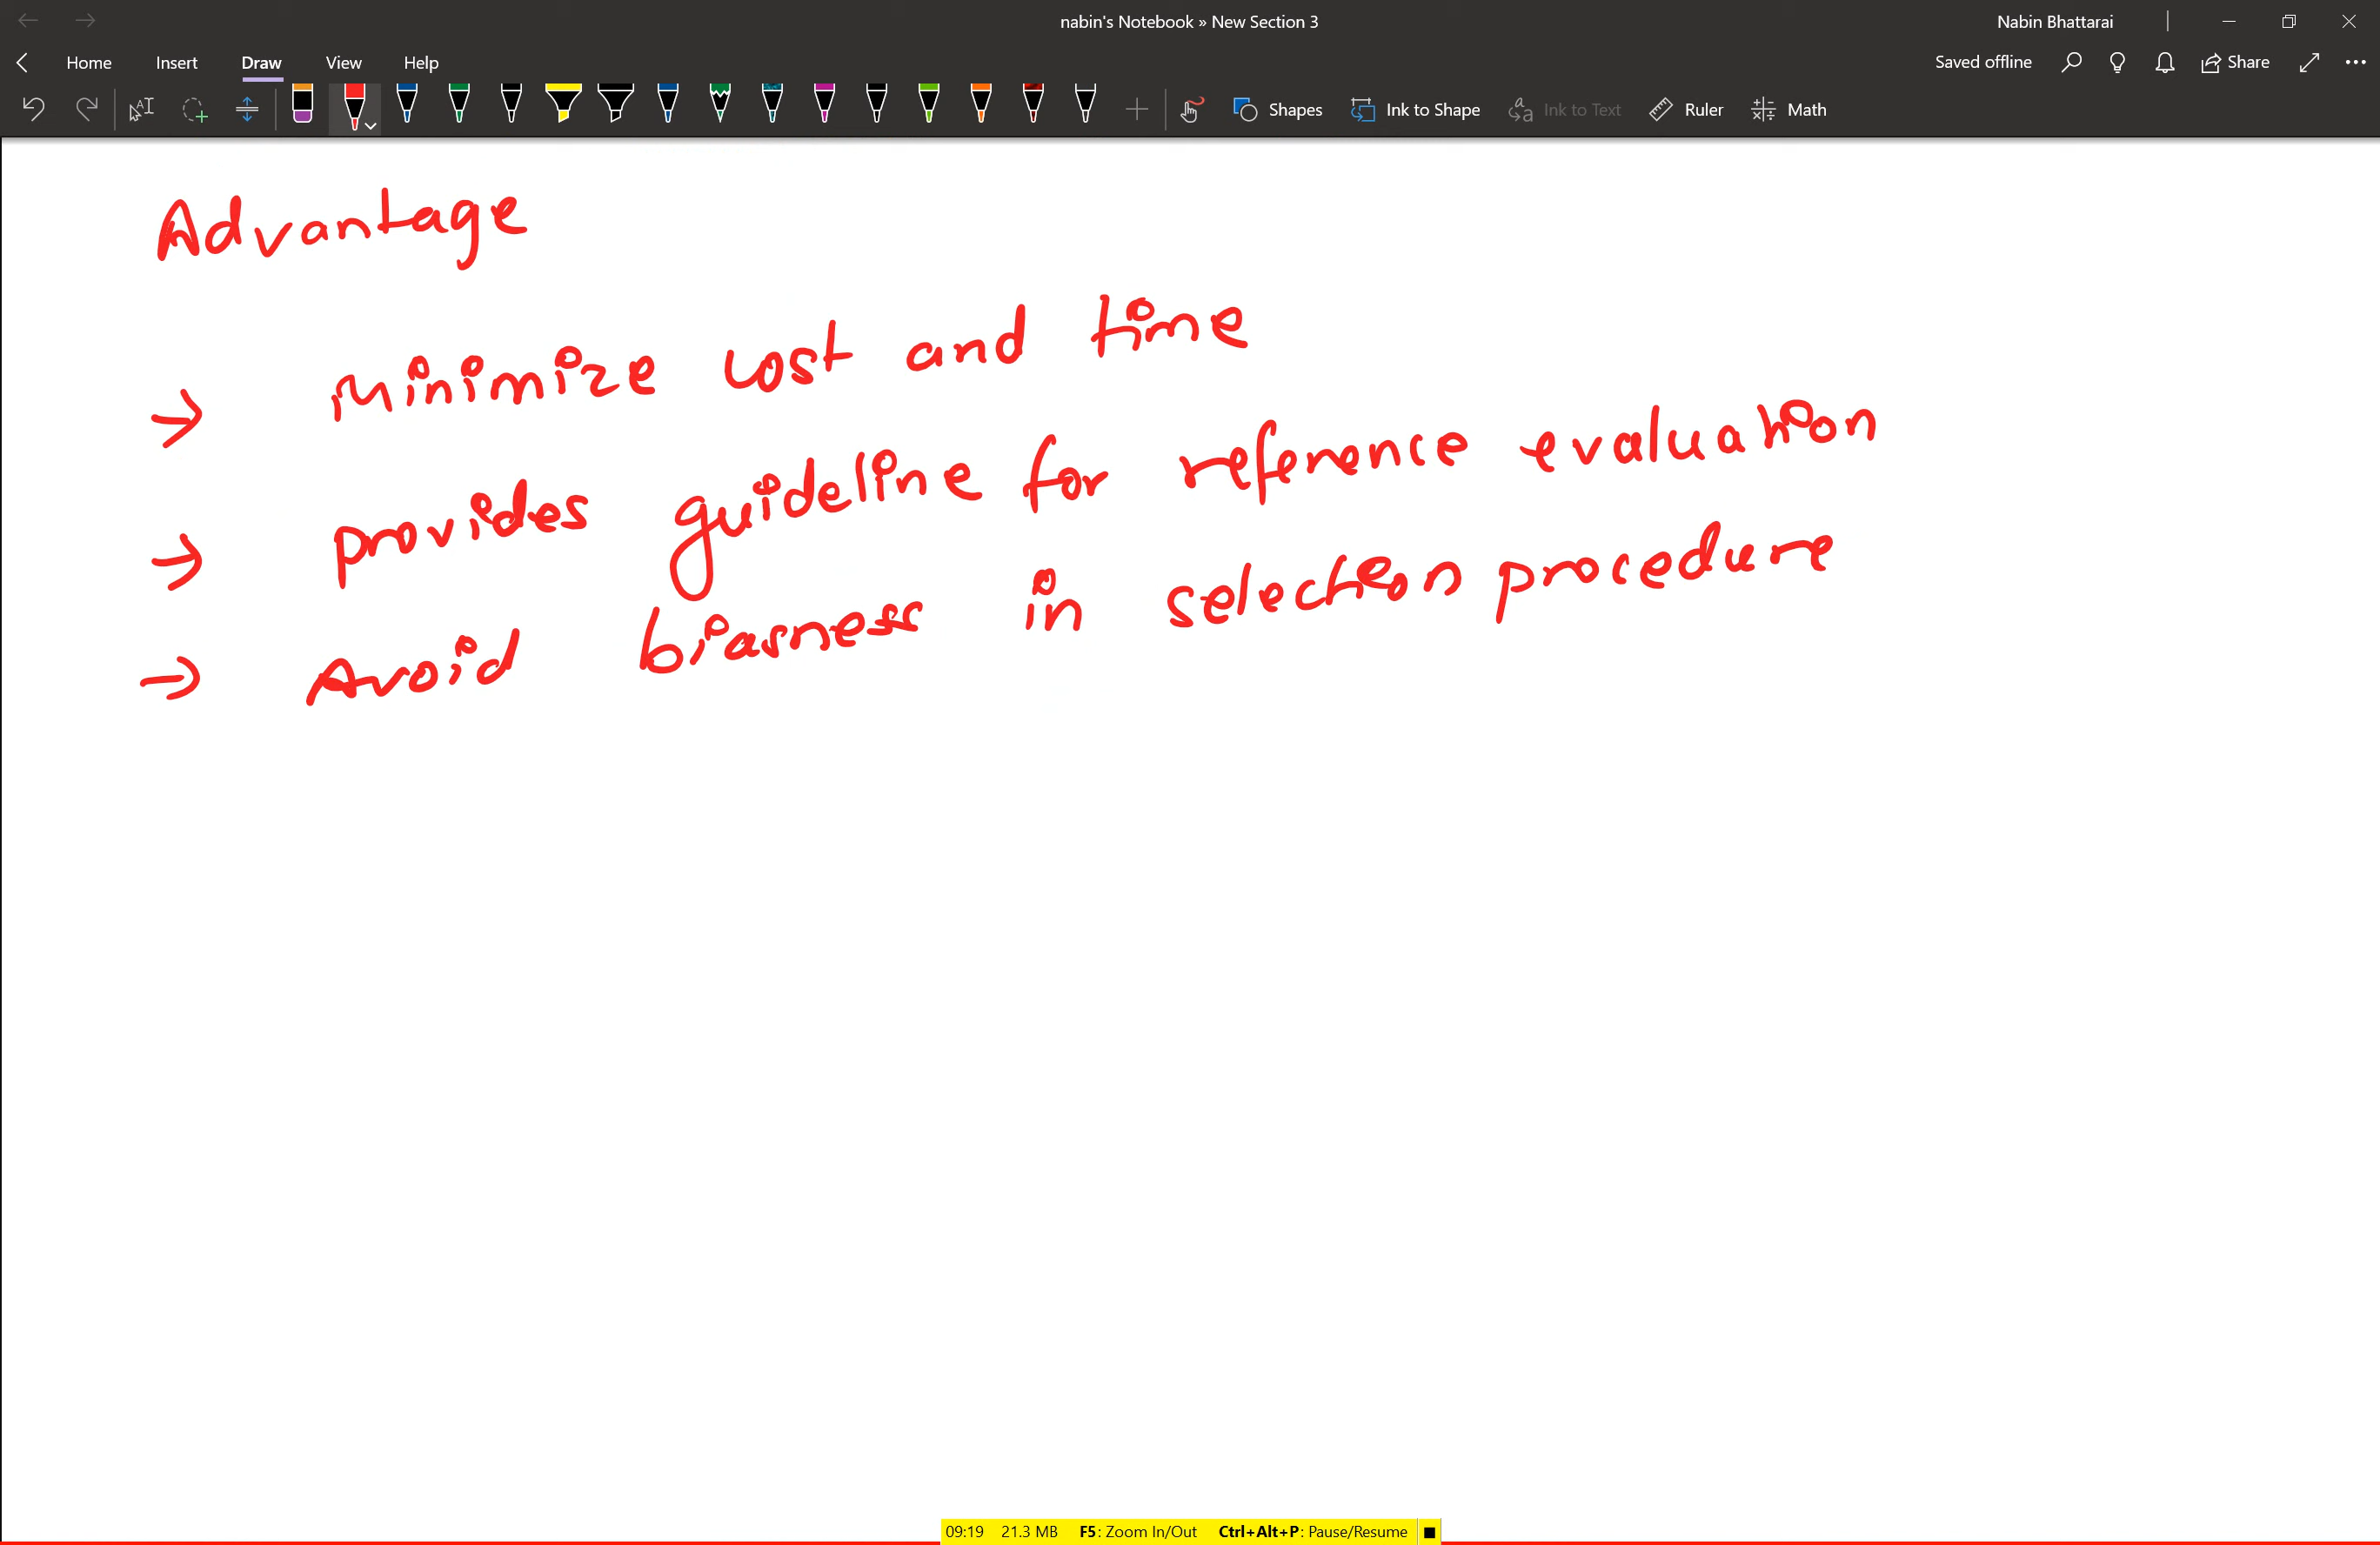 nabin's Notebook » New Section 3
Nabin Bhattarai
Home Insert Draw View Help
Saved offline Share
Shapes Ink to Shape Ink to Text Ruler Math
Advantage
→ minimize cost and time
→ provides guideline for reference evaluation
→ Avoid biasness in selection procedure
09:19 21.3 MB F5: Zoom In/Out Ctrl+Alt+P: Pause/Resume